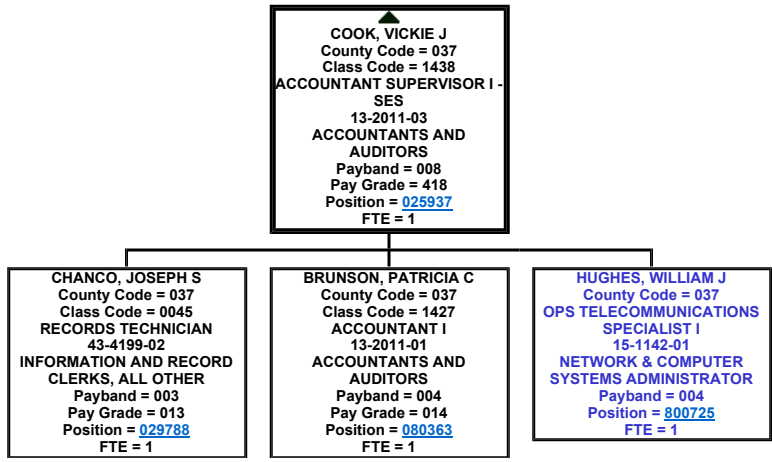 COOK, VICKIE J
County Code = 037
Class Code = 1438
ACCOUNTANT SUPERVISOR I -
SES
13-2011-03
ACCOUNTANTS AND
AUDITORS
Payband = 008
Pay Grade = 418
Position = 025937
FTE = 1
CHANCO, JOSEPH S
County Code = 037
Class Code = 0045
RECORDS TECHNICIAN
43-4199-02
INFORMATION AND RECORD
CLERKS, ALL OTHER
Payband = 003
Pay Grade = 013
Position = 029788
FTE = 1
BRUNSON, PATRICIA C
County Code = 037
Class Code = 1427
ACCOUNTANT I
13-2011-01
ACCOUNTANTS AND
AUDITORS
Payband = 004
Pay Grade = 014
Position = 080363
FTE = 1
HUGHES, WILLIAM J
County Code = 037
OPS TELECOMMUNICATIONS
SPECIALIST I
15-1142-01
NETWORK & COMPUTER
SYSTEMS ADMINISTRATOR
Payband = 004
Position = 800725
FTE = 1